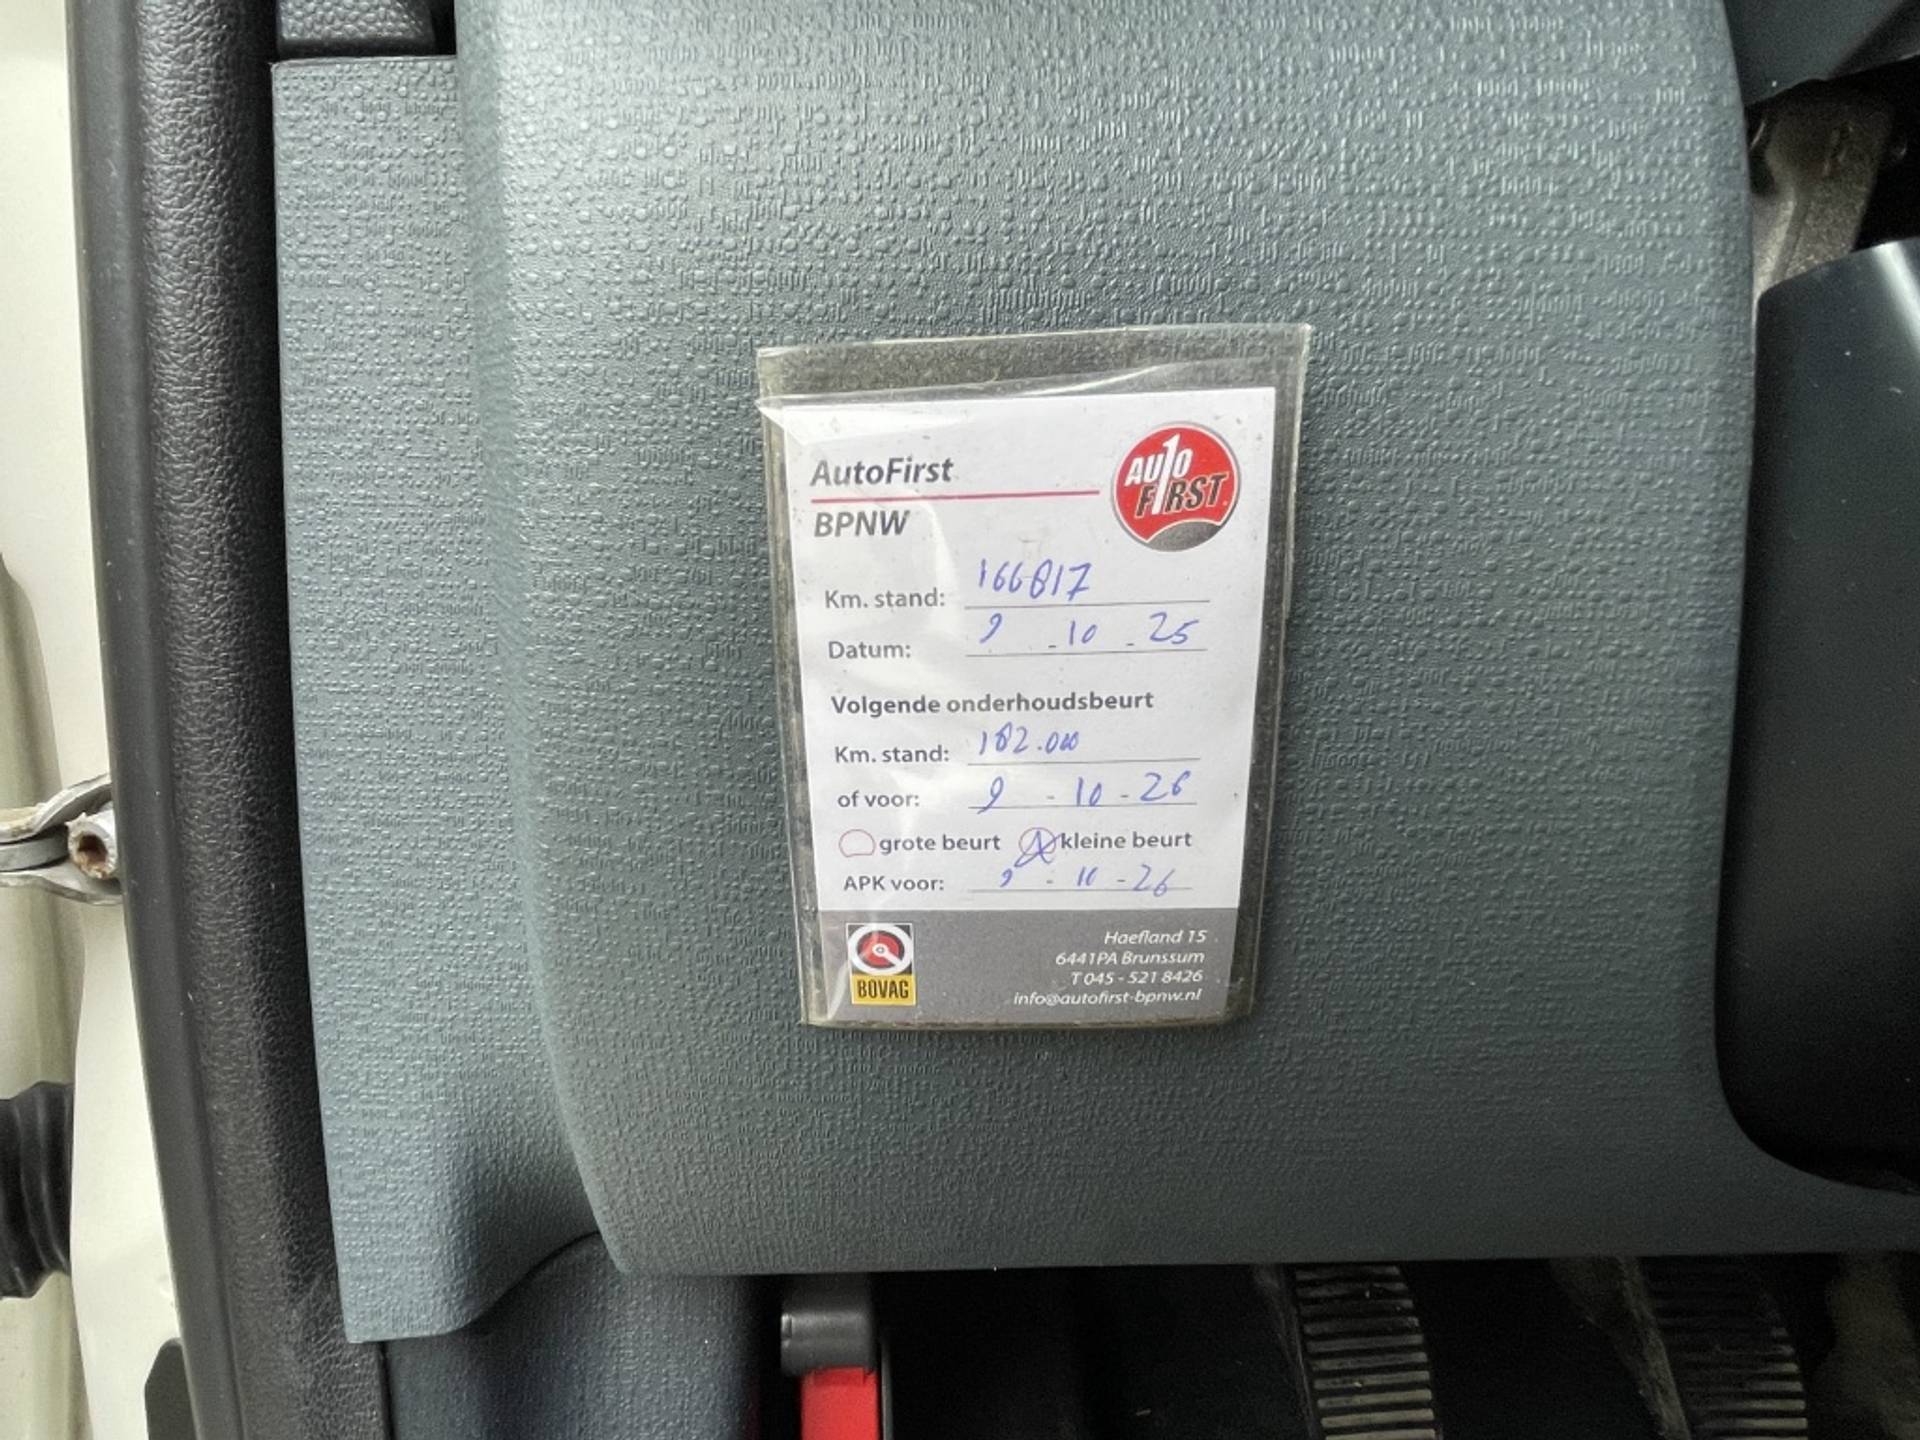 AutoFirst
BPNW
AUTO
FIRST
Km. stand: 166817
Datum: 9 - 10 - 25
Volgende onderhoudsbeurt
Km. stand: 182.000
of voor: 9 - 10 - 26
grote beurt kleine beurt
APK voor: 9 - 10 - 26
BOVAG
Haefland 15
6441PA Brunssum
T 045 - 521 8426
info@autofirst-bpnw.nl